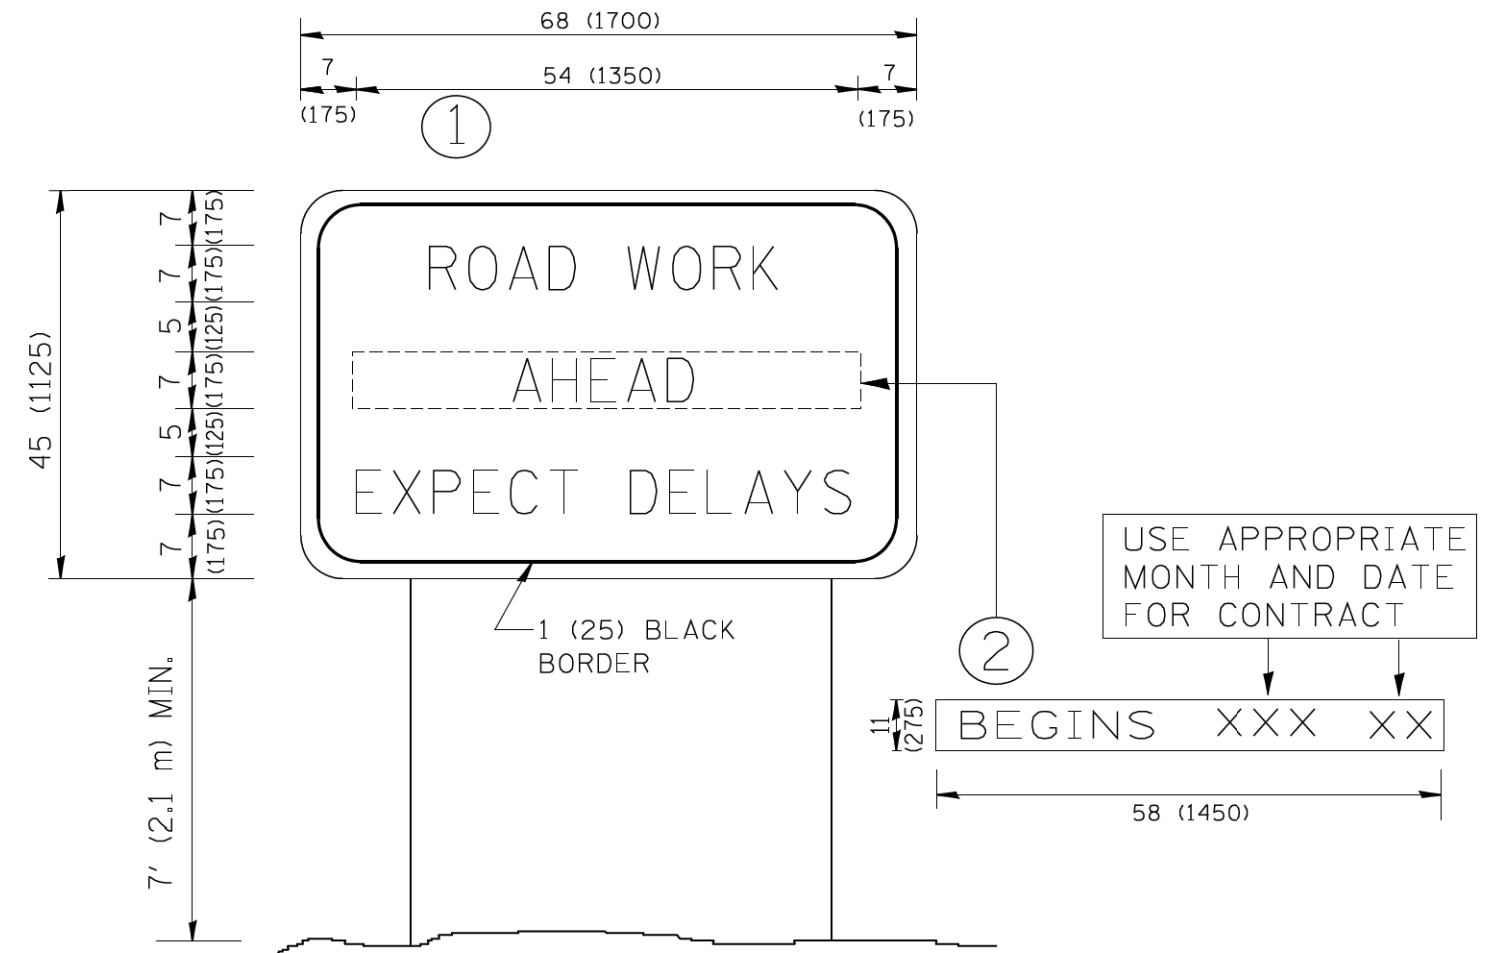 68 (1700)
7
54 (1350)
7
(175)
(175)
1
45 (1125)
7 (175)
7 (175)
5 (125)
7 (175)
5 (125)
7 (175)
7 (175)
ROAD WORK
AHEAD
EXPECT DELAYS
1 (25) BLACK
BORDER
7' (2.1 m) MIN.
2
USE APPROPRIATE
MONTH AND DATE
FOR CONTRACT
11
(275)
BEGINS XXX XX
58 (1450)